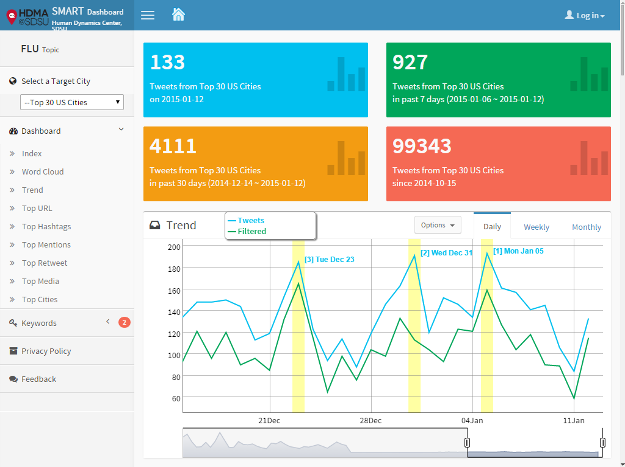 HDMA
@SDSU
SMART Dashboard
Human Dynamics Center,
SDSU
Log in
FLU Topic
Select a Target City
--Top 30 US Cities
Dashboard
Index
Word Cloud
Trend
Top URL
Top Hashtags
Top Mentions
Top Retweet
Top Media
Top Cities
Keywords
2
Privacy Policy
Feedback
133
Tweets from Top 30 US Cities
on 2015-01-12
927
Tweets from Top 30 US Cities
in past 7 days (2015-01-06 ~ 2015-01-12)
4111
Tweets from Top 30 US Cities
in past 30 days (2014-12-14 ~ 2015-01-12)
99343
Tweets from Top 30 US Cities
since 2014-10-15
Trend
Tweets
Filtered
Options
Daily
Weekly
Monthly
200
180
160
140
120
100
80
60
[3] Tue Dec 23
[2] Wed Dec 31
[1] Mon Jan 05
21Dec
28Dec
04Jan
11Jan